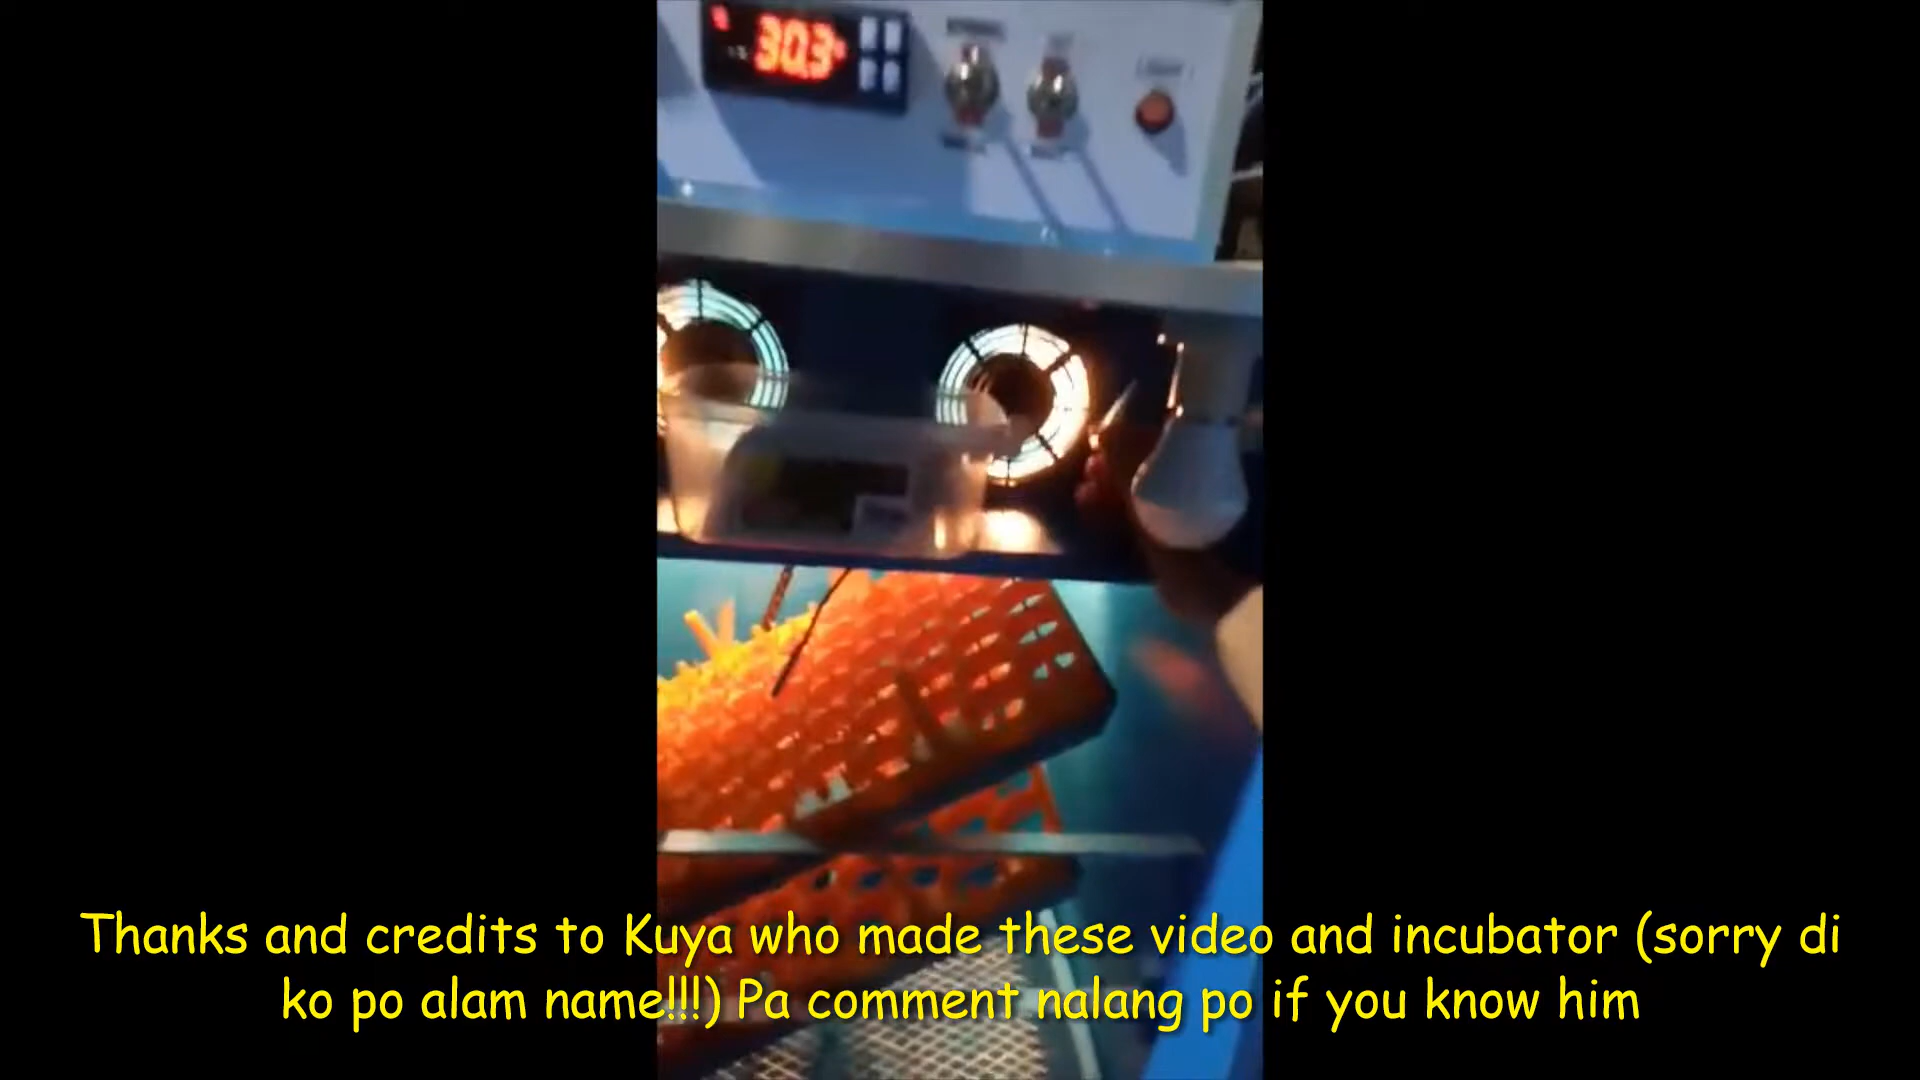 30.3
Thanks and credits to Kuya who made these video and incubator (sorry di
ko po alam name!!!) Pa comment nalang po if you know him